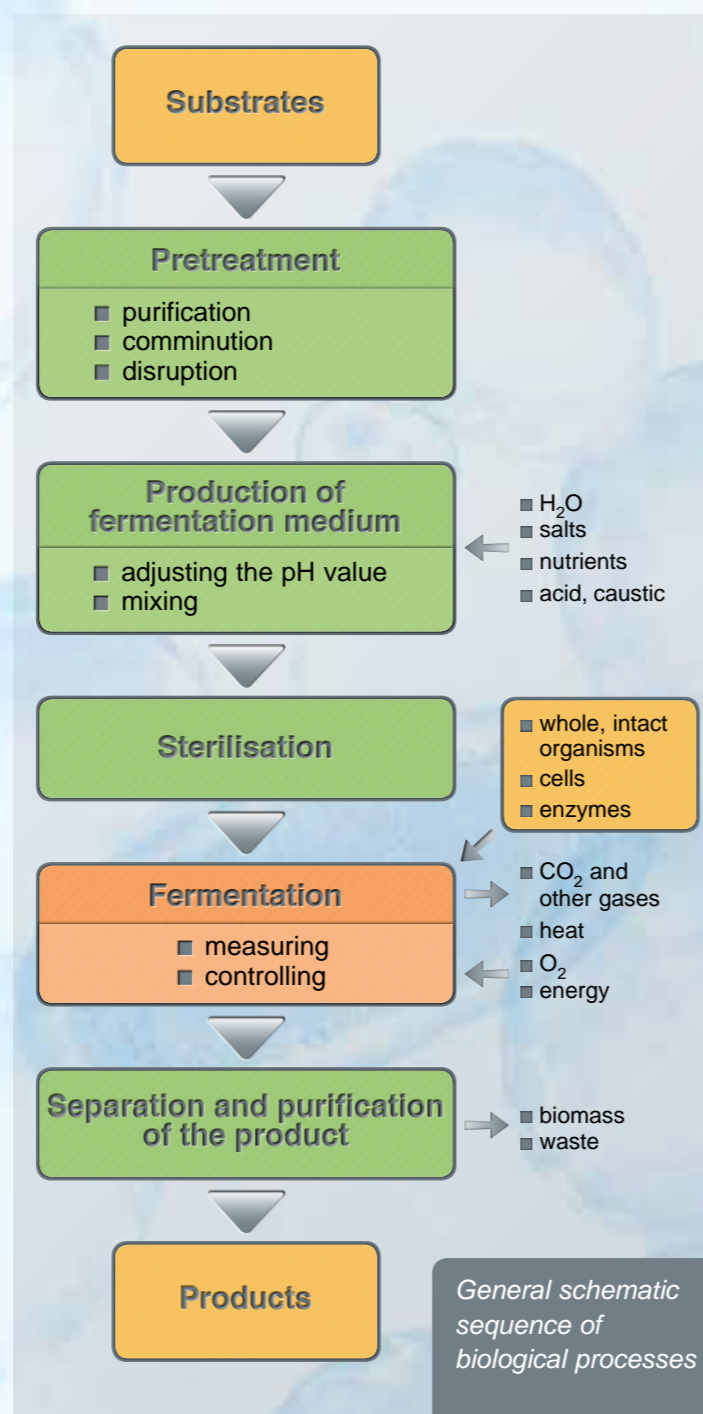 Substrates
Pretreatment
purification
comminution
disruption
Production of
fermentation medium
adjusting the pH value
mixing
H₂O
salts
nutrients
acid, caustic
Sterilisation
whole, intact
organisms
cells
enzymes
Fermentation
measuring
controlling
CO₂ and
other gases
heat
O₂
energy
Separation and purification
of the product
biomass
waste
Products
General schematic
sequence of
biological processes